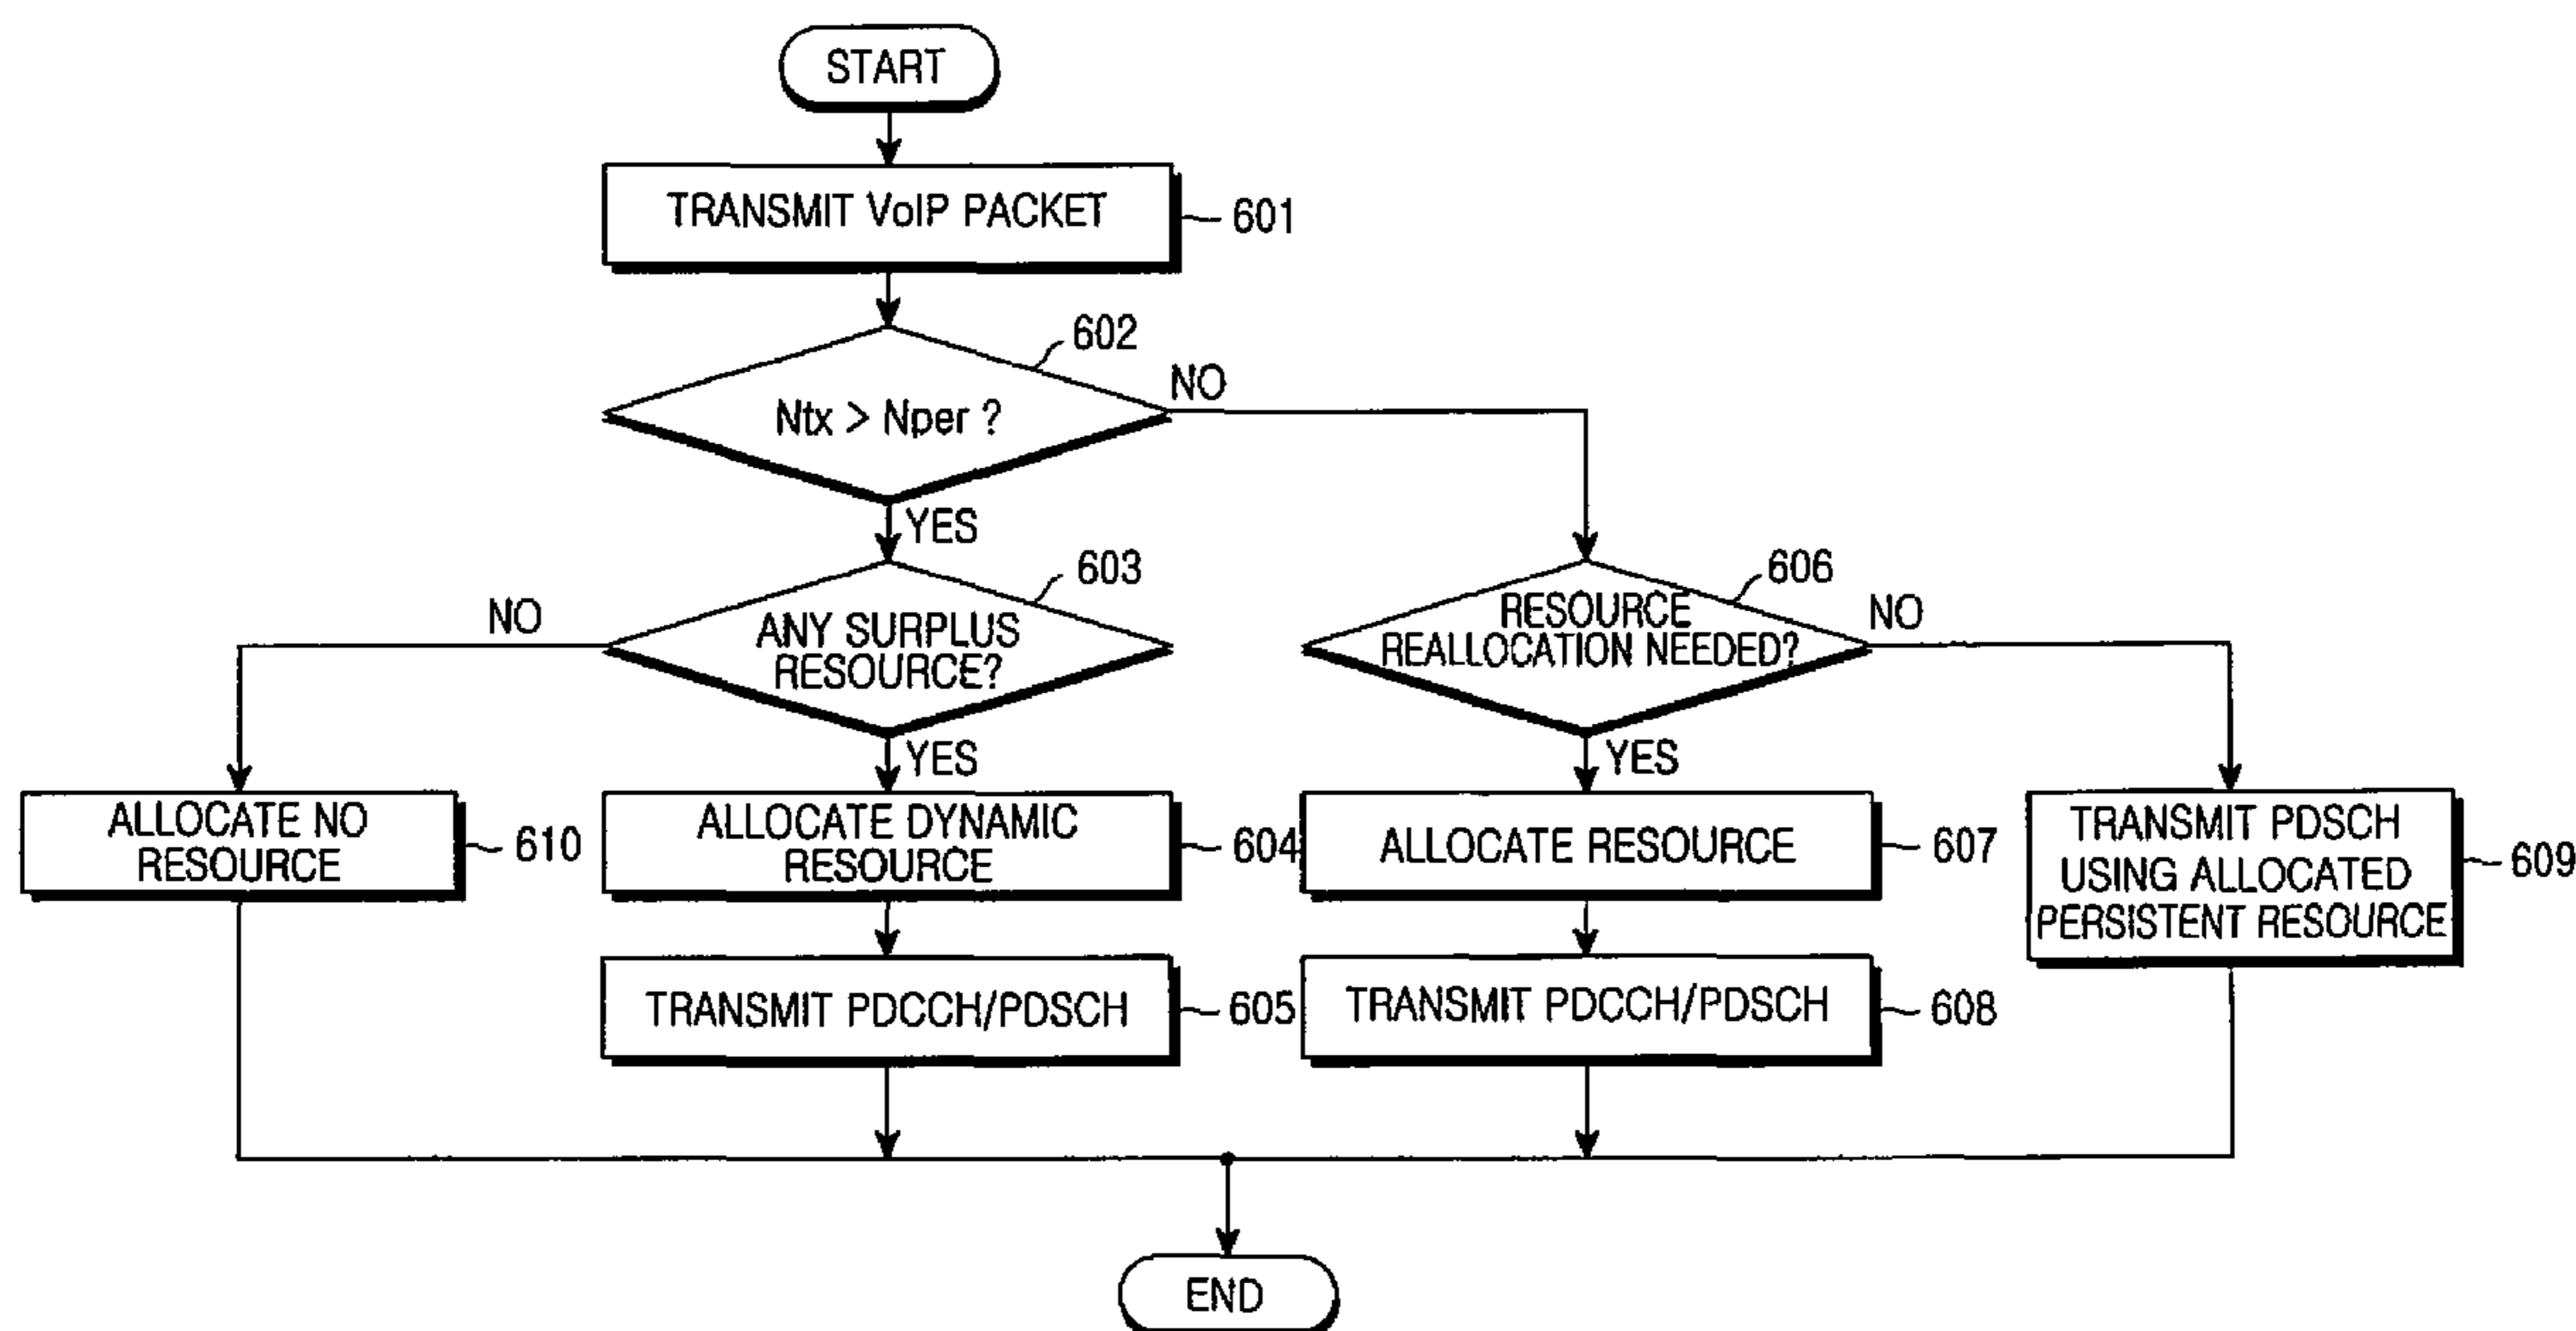 START
TRANSMIT VoIP PACKET
601
602
Ntx > Nper ?
NO
YES
603
ANY SURPLUS
RESOURCE?
NO
YES
606
RESOURCE
REALLOCATION NEEDED?
NO
YES
ALLOCATE NO
RESOURCE
610
ALLOCATE DYNAMIC
RESOURCE
604
ALLOCATE RESOURCE
607
TRANSMIT PDSCH
USING ALLOCATED
PERSISTENT RESOURCE
609
TRANSMIT PDCCH/PDSCH
605
TRANSMIT PDCCH/PDSCH
608
END